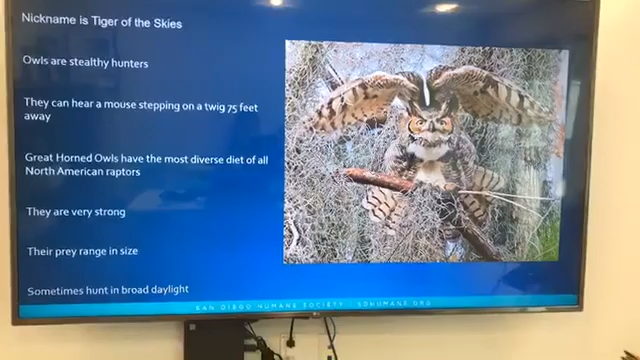 Nickname is Tiger of the Skies
Owls are stealthy hunters
They can hear a mouse stepping on a twig 75 feet
away
Great Horned Owls have the most diverse diet of all
North American raptors
They are very strong
Their prey range in size
Sometimes hunt in broad daylight
SAN DIEGO HUMANE SOCIETY · SDHUMANE.ORG